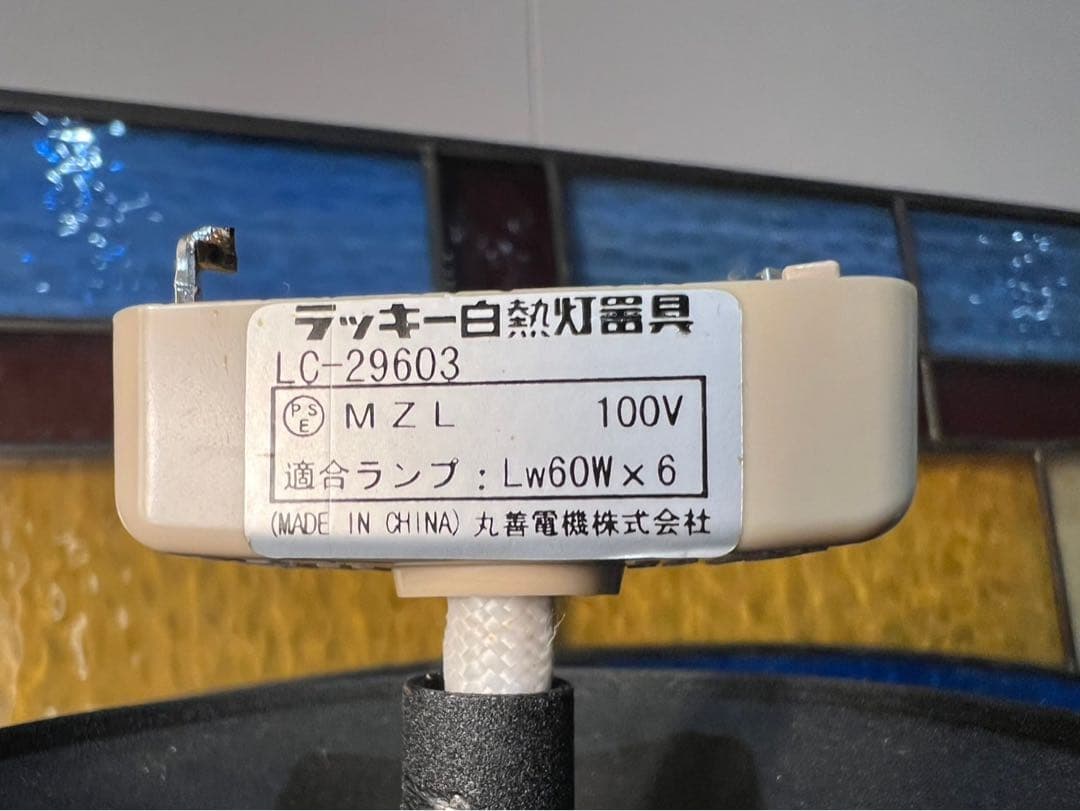 ラッキー白熱灯器具
LC-29603
PSE MZL 100V
適合ランプ：Lw60W×6
(MADE IN CHINA) 丸善電機株式会社